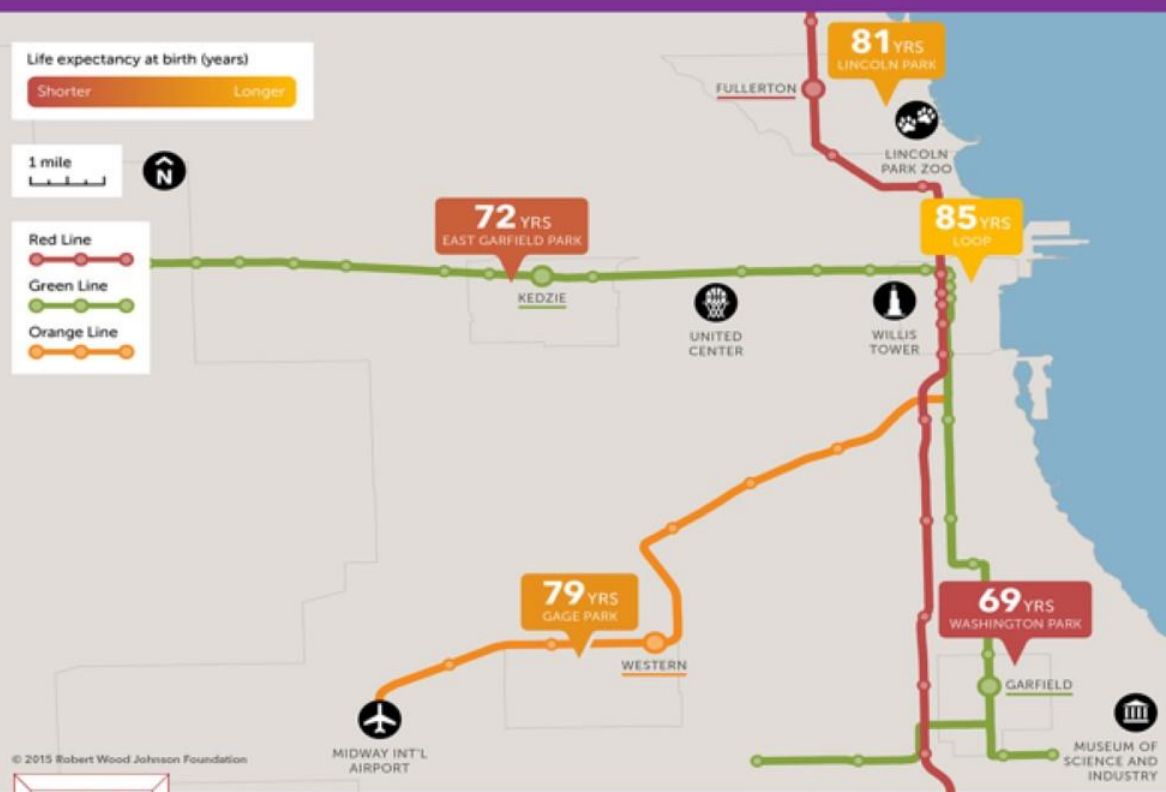 Life expectancy at birth (years)
Shorter Longer
1 mile
N
Red Line
Green Line
Orange Line
81 YRS
LINCOLN PARK
FULLERTON
LINCOLN
PARK ZOO
72 YRS
EAST GARFIELD PARK
KEDZIE
85 YRS
LOOP
UNITED
CENTER
WILLIS
TOWER
79 YRS
GAGE PARK
WESTERN
69 YRS
WASHINGTON PARK
GARFIELD
MIDWAY INT'L
AIRPORT
MUSEUM OF
SCIENCE AND
INDUSTRY
© 2015 Robert Wood Johnson Foundation